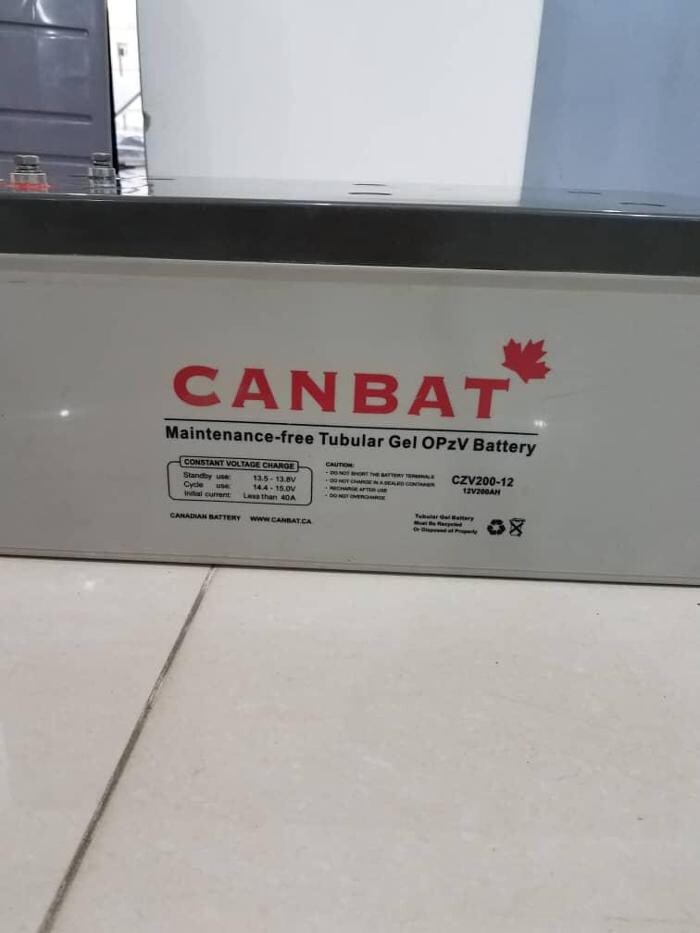 CANBAT
Maintenance-free Tubular Gel OPzV Battery
CONSTANT VOLTAGE CHARGE
Standby use: 13.5 - 13.8V
Cycle use: 14.4 - 15.0V
Initial current: Less than 40A
CAUTION:
· DO NOT SHORT THE BATTERY TERMINALS
· DO NOT CHARGE IN A SEALED CONTAINER
· RECHARGE AFTER USE
· DO NOT OVERCHARGE
CZV200-12
12V200AH
CANADIAN BATTERY WWW.CANBAT.CA
Tubular Gel Battery
Must Be Recycled
Or Disposed of Properly